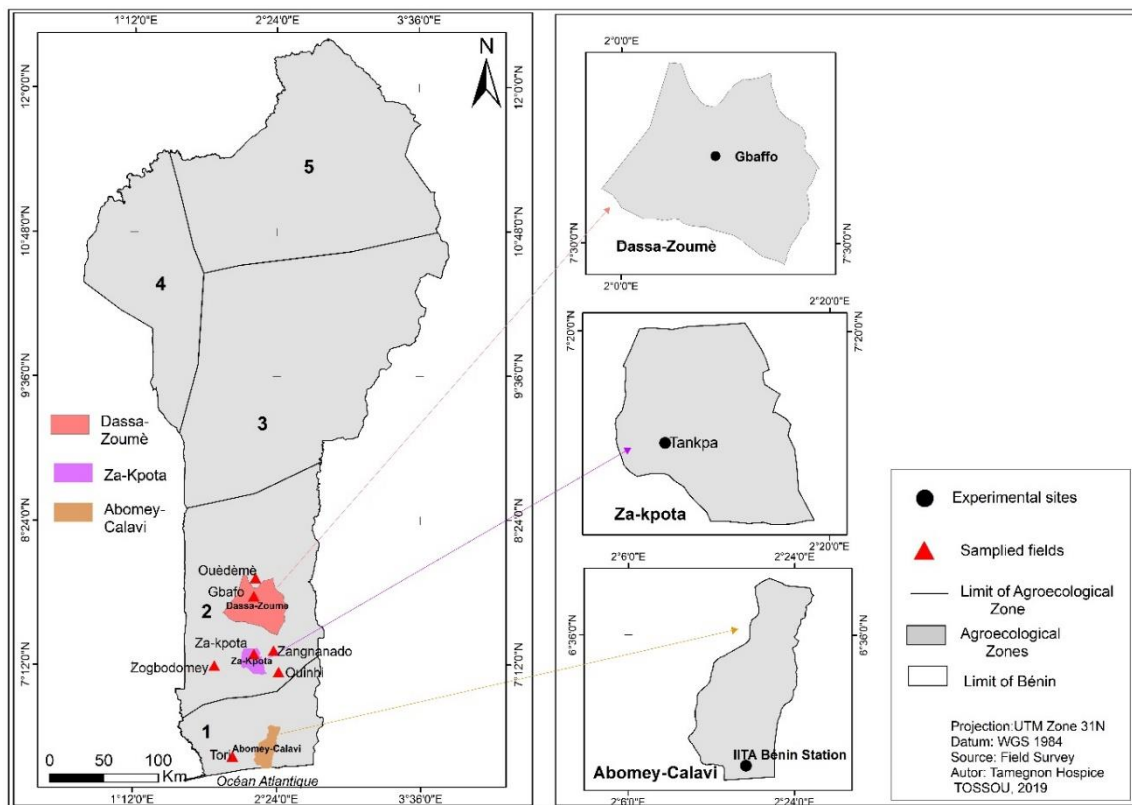 1°12'0"E 2°24'0"E 3°36'0"E
N
12°0'0"N
10°48'0"N
9°36'0"N
8°24'0"N
7°12'0"N
12°0'0"N
10°48'0"N
9°36'0"N
8°24'0"N
7°12'0"N
5
4
3
2
1
Dassa-
Zoumè
Za-Kpota
Abomey-
Calavi
Ouèdèmè
Gbafo
Dassa-Zoume
Za-kpota
Za-Kpota
Zangnanado
Zogbodomey
Ouinhi
Tori
Abomey-Calavi
0 50 100
Km
Océan Atlantique
1°12'0"E 2°24'0"E 3°36'0"E
2°0'0"E
Gbaffo
Dassa-Zoumè
7°30'0"N
7°30'0"N
2°0'0"E
2°20'0"E
7°20'0"N
7°20'0"N
Tankpa
Za-kpota
2°20'0"E
2°6'0"E 2°24'0"E
6°36'0"N
6°36'0"N
IITA Bénin Station
Abomey-Calavi
2°6'0"E 2°24'0"E
Experimental sites
Samplied fields
Limit of Agroecological
Zone
Agroecological
Zones
Limit of Bénin
Projection:UTM Zone 31N
Datum: WGS 1984
Source: Field Survey
Autor: Tamegnon Hospice
TOSSOU, 2019